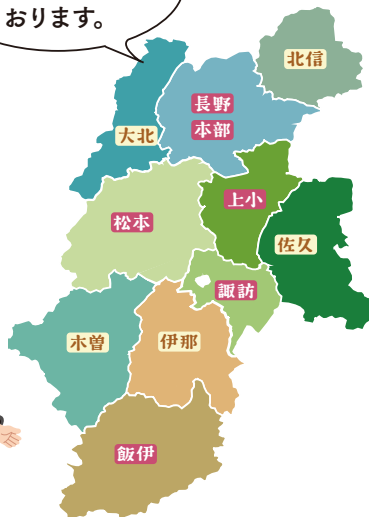 おります。
北信
長野
本部
大北
上小
松本
佐久
諏訪
木曽
伊那
飯伊